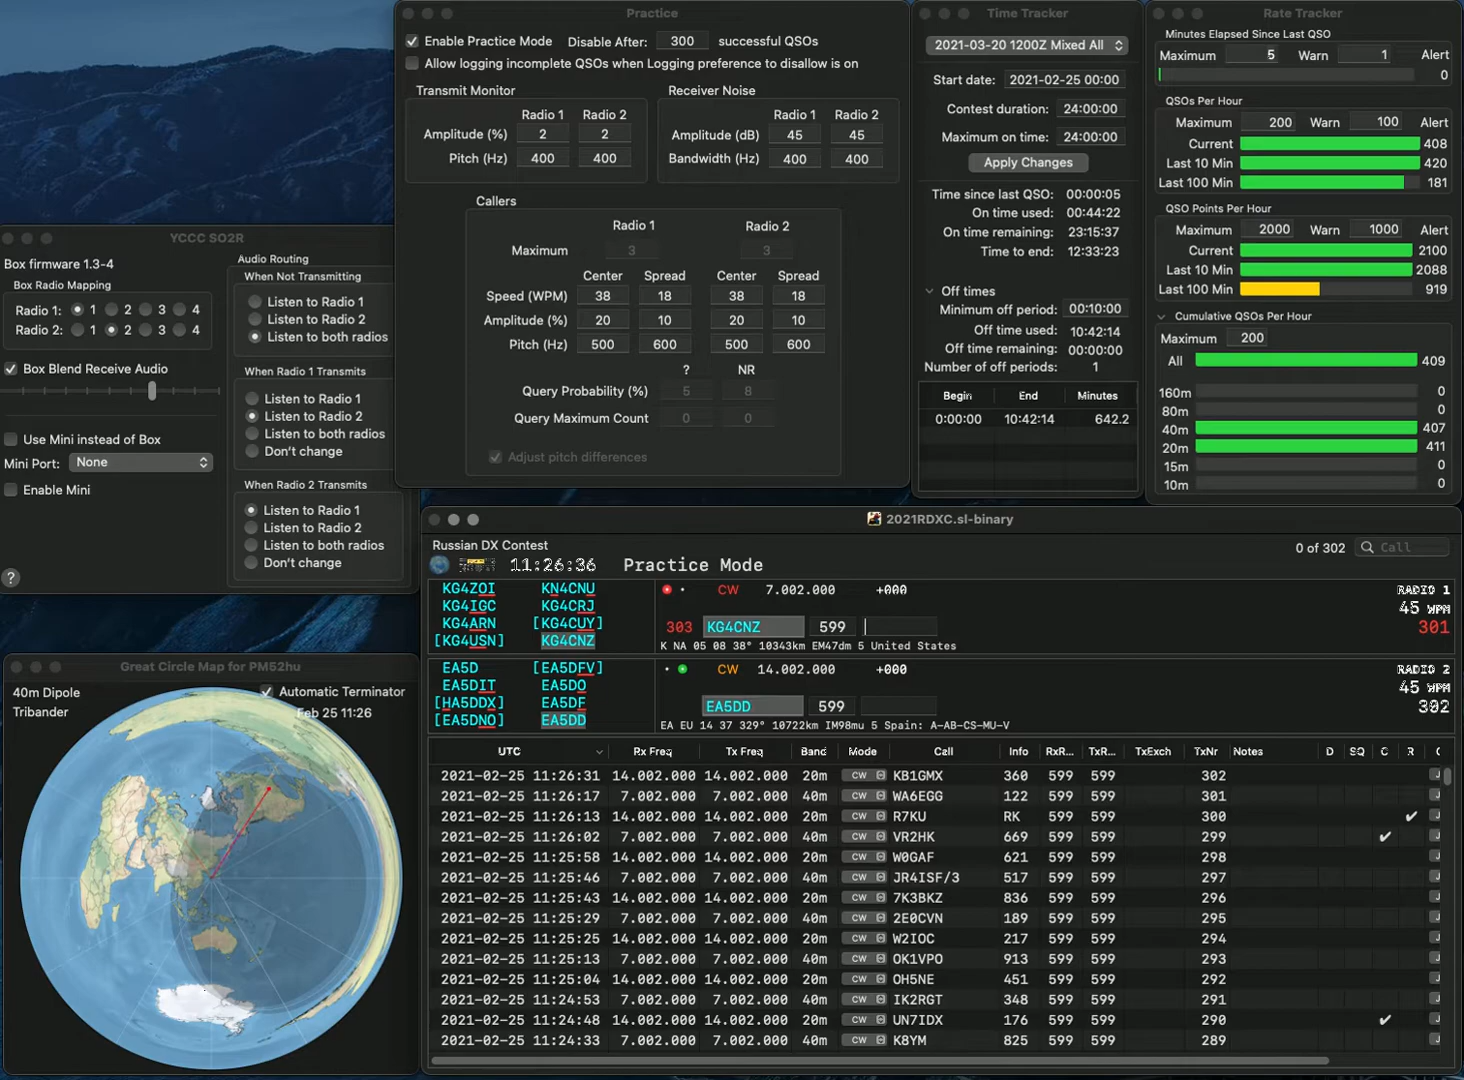 Practice
Enable Practice Mode Disable After: 300 successful QSOs
Allow logging incomplete QSOs when Logging preference to disallow is on
Transmit Monitor
Radio 1 Radio 2
Amplitude (%) 2 2
Pitch (Hz) 400 400
Receiver Noise
Radio 1 Radio 2
Amplitude (dB) 45 45
Bandwidth (Hz) 400 400
Callers
Radio 1 Radio 2
Maximum 3 3
Center Spread Center Spread
Speed (WPM) 38 18 38 18
Amplitude (%) 20 10 20 10
Pitch (Hz) 500 600 500 600
? NR
Query Probability (%) 5 8
Query Maximum Count 0 0
Adjust pitch differences
Time Tracker
2021-03-20 1200Z Mixed All
Start date: 2021-02-25 00:00
Contest duration: 24:00:00
Maximum on time: 24:00:00
Apply Changes
Time since last QSO: 00:00:05
On time used: 00:44:22
On time remaining: 23:15:37
Time to end: 12:33:23
Off times
Minimum off period: 00:10:00
Off time used: 10:42:14
Off time remaining: 00:00:00
Number of off periods: 1
Begin End Minutes
0:00:00 10:42:14 642.2
Rate Tracker
Minutes Elapsed Since Last QSO
Maximum 5 Warn 1 Alert
0
QSOs Per Hour
Maximum 200 Warn 100 Alert
Current 408
Last 10 Min 420
Last 100 Min 181
QSO Points Per Hour
Maximum 2000 Warn 1000 Alert
Current 2100
Last 10 Min 2088
Last 100 Min 919
Cumulative QSOs Per Hour
Maximum 200
All 409
160m 0
80m 0
40m 407
20m 411
15m 0
10m 0
YCCC SO2R
Box firmware 1.3-4
Box Radio Mapping
Radio 1: 1 2 3 4
Radio 2: 1 2 3 4
Box Blend Receive Audio
Use Mini instead of Box
Mini Port: None
Enable Mini
?
Audio Routing
When Not Transmitting
Listen to Radio 1
Listen to Radio 2
Listen to both radios
When Radio 1 Transmits
Listen to Radio 1
Listen to Radio 2
Listen to both radios
Don't change
When Radio 2 Transmits
Listen to Radio 1
Listen to Radio 2
Listen to both radios
Don't change
Great Circle Map for PM52hu
40m Dipole
Tribander
Automatic Terminator
Feb 25 11:26
2021RDXC.sl-binary
Russian DX Contest
0 of 302 Call
11:26:36 Practice Mode
KG4ZOI KN4CNU
KG4IGC KG4CRJ
KG4ARN [KG4CUY]
[KG4USN] KG4CNZ
CW 7.002.000 +000 RADIO 1
45 WPM
303 KG4CNZ 599 301
K NA 05 08 38° 10343km EM47dm 5 United States
EA5D [EA5DFV]
EA5DIT EA5DO
[HA5DDX] EA5DF
[EA5DNO] EA5DD
CW 14.002.000 +000 RADIO 2
45 WPM
EA5DD 599 302
EA EU 14 37 329° 10722km IM98mu 5 Spain: A-AB-CS-MU-V
UTC Rx Freq Tx Freq Band Mode Call Info RxR... TxR... TxExch TxNr Notes D SQ C R
2021-02-25 11:26:31 14.002.000 14.002.000 20m CW KB1GMX 360 599 599 302
2021-02-25 11:26:17 7.002.000 7.002.000 40m CW WA6EGG 122 599 599 301
2021-02-25 11:26:13 14.002.000 14.002.000 20m CW R7KU RK 599 599 300 ✔
2021-02-25 11:26:02 7.002.000 7.002.000 40m CW VR2HK 669 599 599 299 ✔
2021-02-25 11:25:58 14.002.000 14.002.000 20m CW W0GAF 621 599 599 298
2021-02-25 11:25:46 7.002.000 7.002.000 40m CW JR4ISF/3 517 599 599 297
2021-02-25 11:25:43 14.002.000 14.002.000 20m CW 7K3BKZ 836 599 599 296
2021-02-25 11:25:29 7.002.000 7.002.000 40m CW 2E0CVN 189 599 599 295
2021-02-25 11:25:25 14.002.000 14.002.000 20m CW W2IOC 217 599 599 294
2021-02-25 11:25:13 7.002.000 7.002.000 40m CW OK1VPO 913 599 599 293
2021-02-25 11:25:04 14.002.000 14.002.000 20m CW OH5NE 451 599 599 292
2021-02-25 11:24:53 7.002.000 7.002.000 40m CW IK2RGT 348 599 599 291
2021-02-25 11:24:48 14.002.000 14.002.000 20m CW UN7IDX 176 599 599 290 ✔
2021-02-25 11:24:33 7.002.000 7.002.000 40m CW K8YM 825 599 599 289